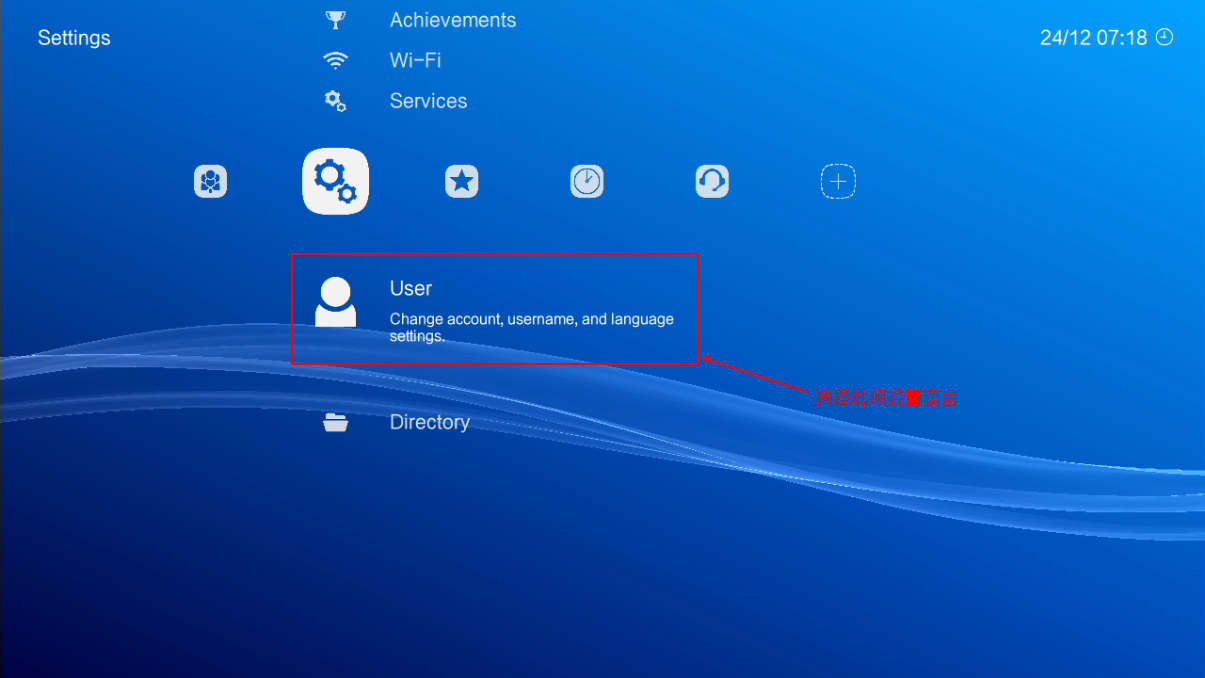 Settings
Achievements
24/12 07:18
Wi-Fi
Services
User
Change account, username, and language
settings.
选择此项设置语言
Directory